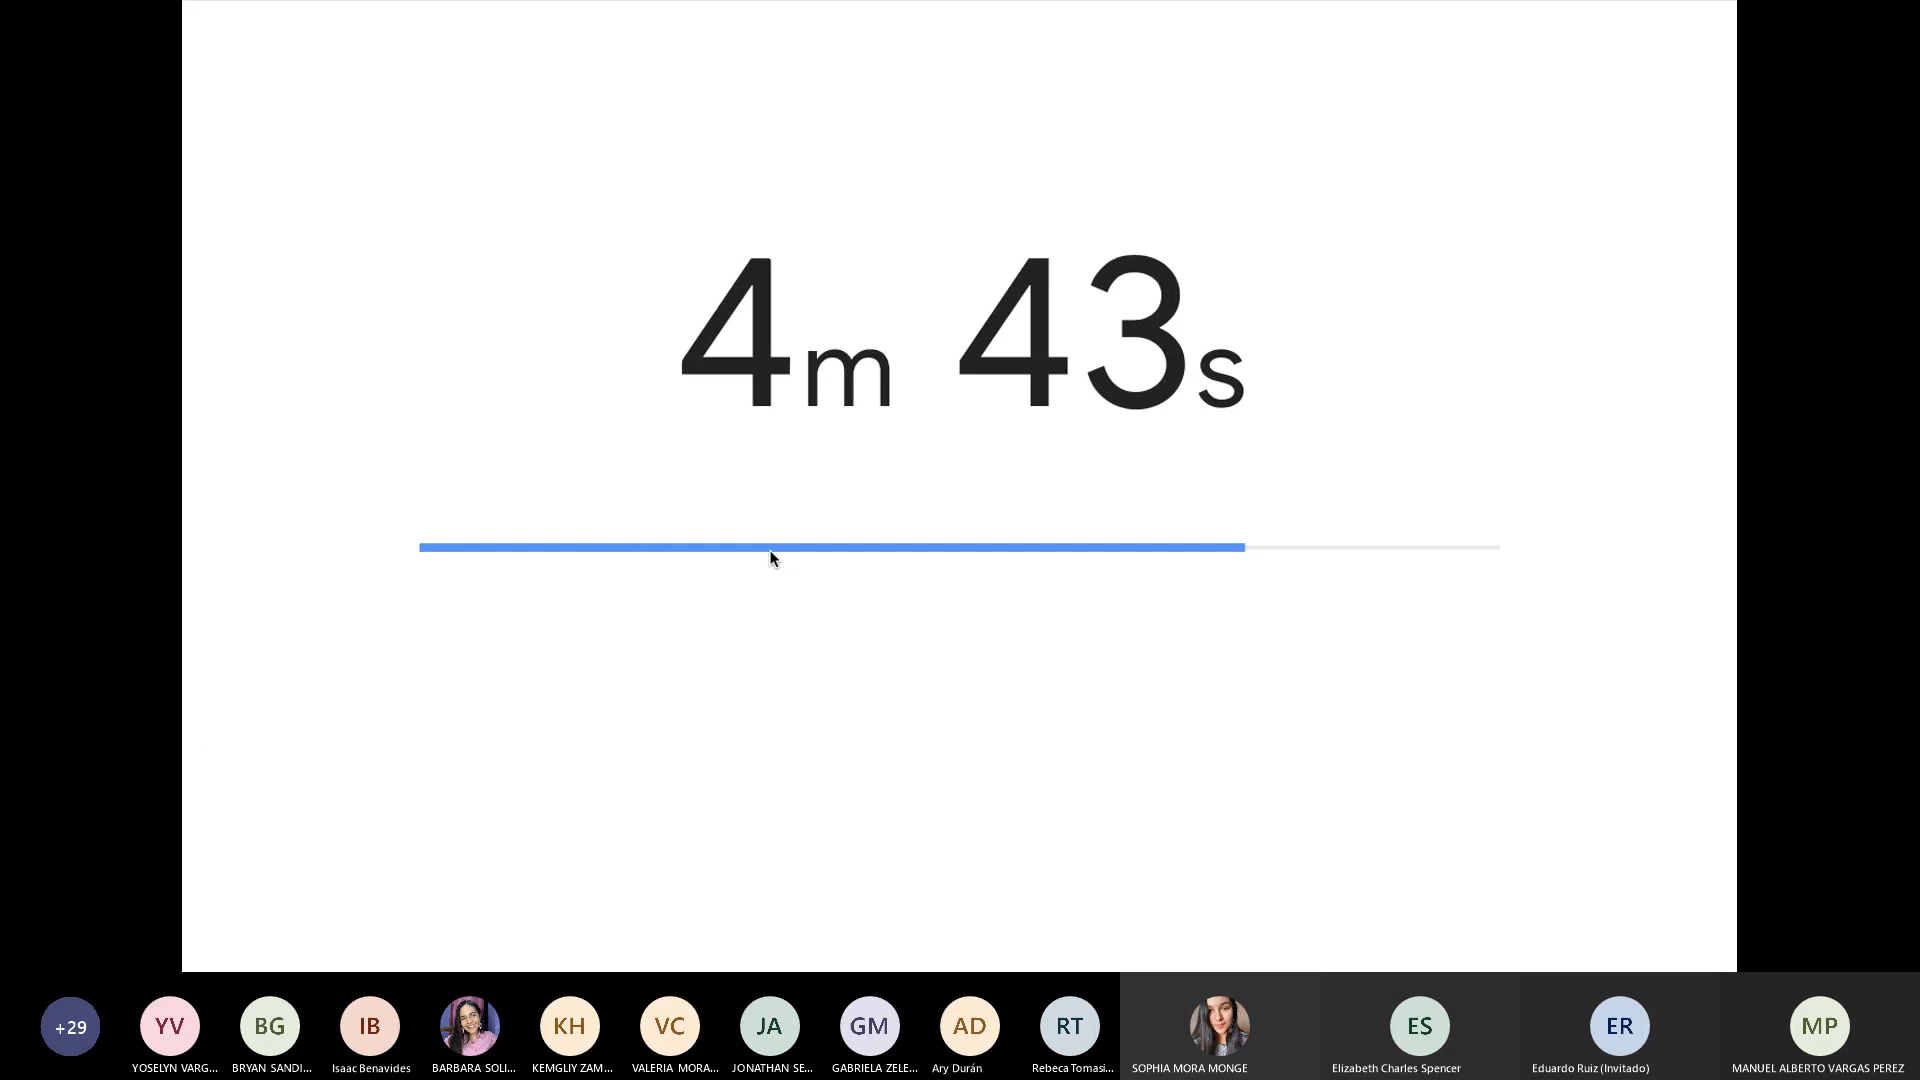 4m 43s
+29
YV
BG
IB
KH
VC
JA
GM
AD
RT
ES
ER
MP
YOSELYN VARG...
BRYAN SANDI...
Isaac Benavides
BARBARA SOLI...
KEMGLIY ZAM...
VALERIA MORA...
JONATHAN SE...
GABRIELA ZELE...
Ary Durán
Rebeca Tomasi...
SOPHIA MORA MONGE
Elizabeth Charles Spencer
Eduardo Ruiz (Invitado)
MANUEL ALBERTO VARGAS PEREZ